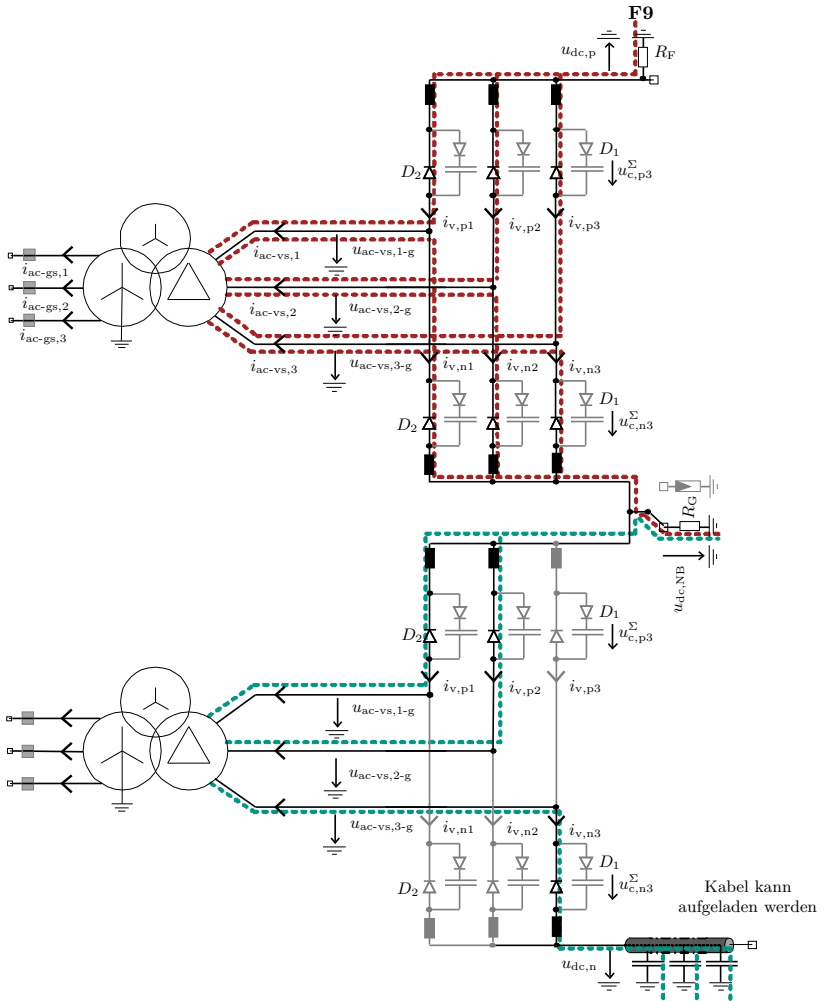 F9
u_dc,p
R_F
D_2
D_1
u^Σ_c,p3
i_v,p1
i_v,p2
i_v,p3
i_ac-vs,1
u_ac-vs,1-g
i_ac-gs,1
i_ac-gs,2
i_ac-gs,3
i_ac-vs,2
u_ac-vs,2-g
i_ac-vs,3
u_ac-vs,3-g
i_v,n1
i_v,n2
i_v,n3
D_2
D_1
u^Σ_c,n3
R_G
u_dc,NB
D_2
D_1
u^Σ_c,p3
i_v,p1
i_v,p2
i_v,p3
u_ac-vs,1-g
u_ac-vs,2-g
u_ac-vs,3-g
i_v,n1
i_v,n2
i_v,n3
D_2
D_1
u^Σ_c,n3
Kabel kann
aufgeladen werden
u_dc,n